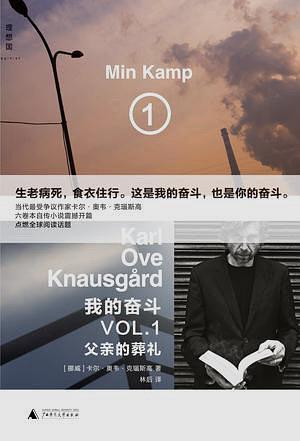 理想国
Min Kamp
1
生老病死，食衣住行。这是我的奋斗，也是你的奋斗。
当代最受争议作家卡尔·奥韦·克瑙斯高
六卷本自传小说震撼开篇
点燃全球阅读话题
Karl
Ove
Knausgård
我的奋斗
VOL.1
父亲的葬礼
［挪威］卡尔·奥韦·克瑙斯高 著
林后 译
广西师范大学出版社